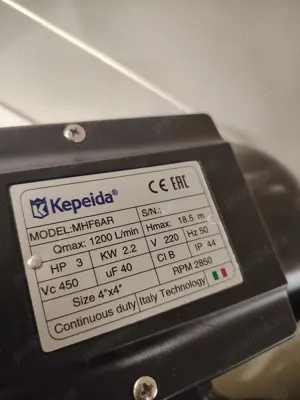 Kepeida® CE EAC
MODEL:MHF6AR S/N:
Qmax: 1200 L/min Hmax: 18.5 m
HP 3 KW 2.2 V 220 Hz 50
Vc 450 uF 40 Cl B IP 44
Size 4"x4" RPM 2850
Continuous duty Italy Technology